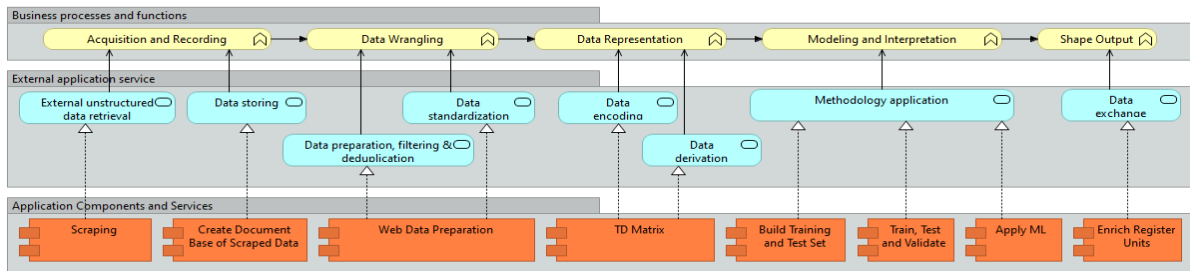 Business processes and functions
Acquisition and Recording
Data Wrangling
Data Representation
Modeling and Interpretation
Shape Output
External application service
External unstructured
data retrieval
Data storing
Data
standardization
Data
encoding
Methodology application
Data
exchange
Data preparation, filtering &
deduplication
Data
derivation
Application Components and Services
Scraping
Create Document
Base of Scraped Data
Web Data Preparation
TD Matrix
Build Training
and Test Set
Train, Test
and Validate
Apply ML
Enrich Register
Units